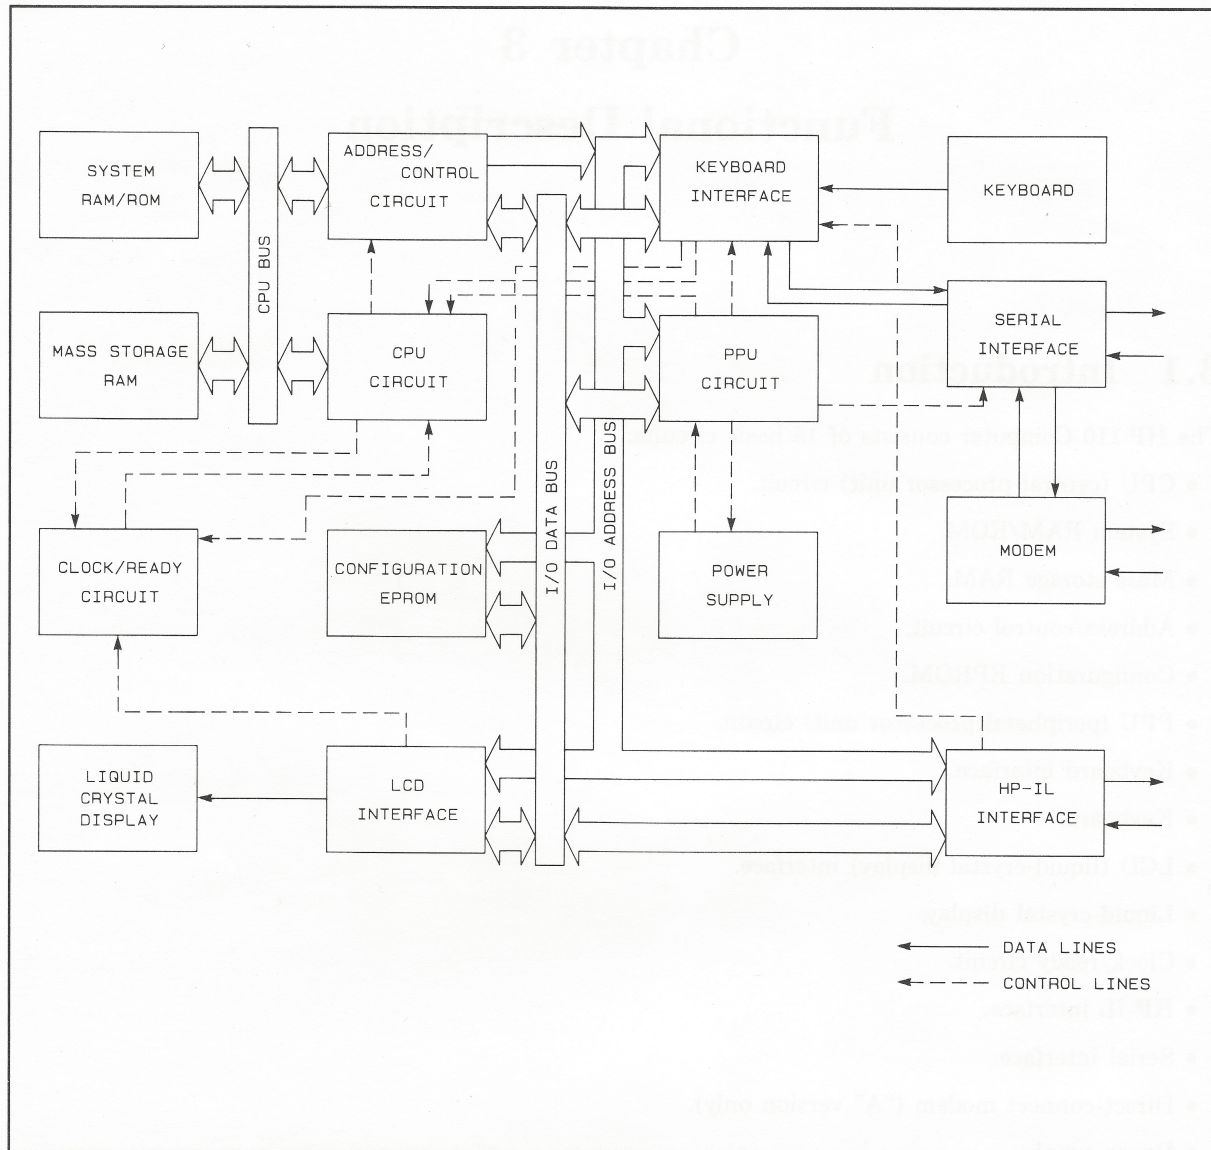 SYSTEM
RAM/ROM
CPU BUS
ADDRESS/
CONTROL
CIRCUIT
KEYBOARD
INTERFACE
KEYBOARD
MASS STORAGE
RAM
CPU
CIRCUIT
PPU
CIRCUIT
SERIAL
INTERFACE
I/O DATA BUS
I/O ADDRESS BUS
CLOCK/READY
CIRCUIT
CONFIGURATION
EPROM
POWER
SUPPLY
MODEM
LIQUID
CRYSTAL
DISPLAY
LCD
INTERFACE
HP-IL
INTERFACE
DATA LINES
CONTROL LINES